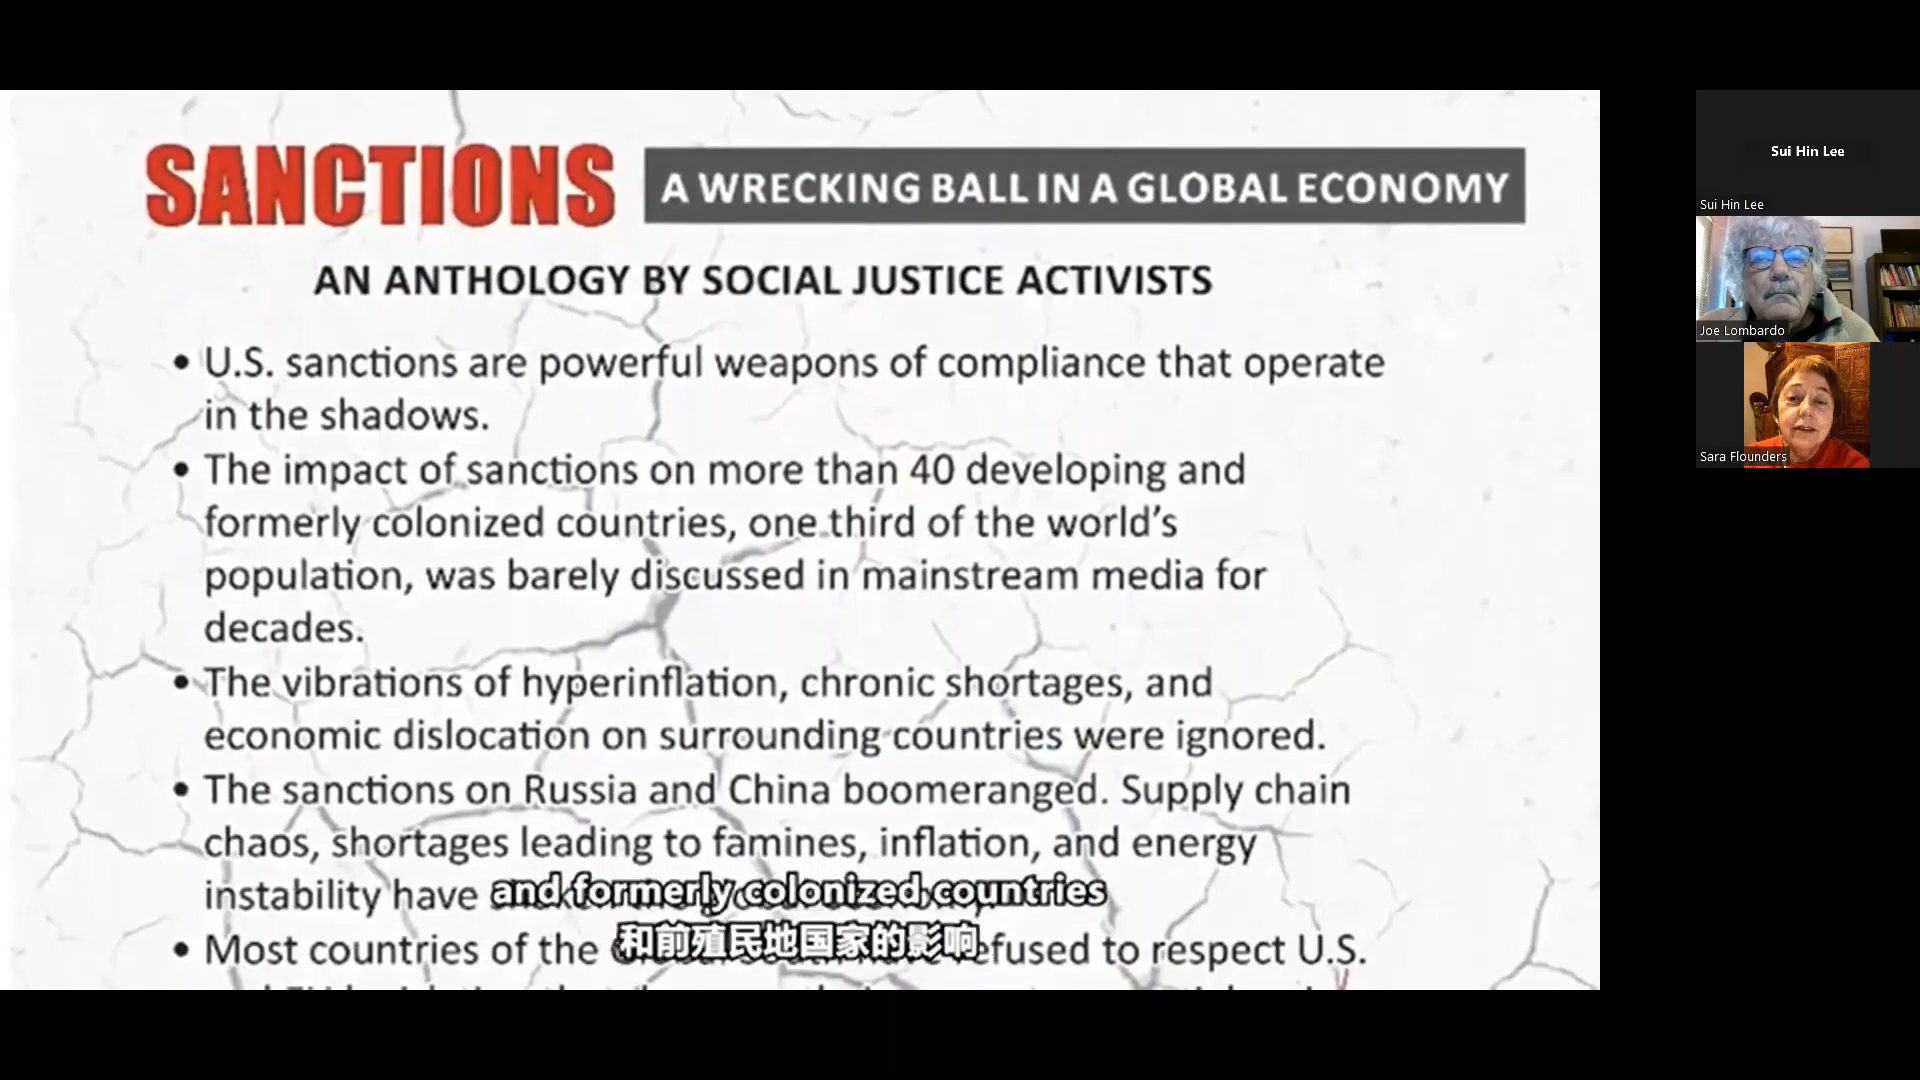 SANCTIONS A WRECKING BALL IN A GLOBAL ECONOMY
AN ANTHOLOGY BY SOCIAL JUSTICE ACTIVISTS
• U.S. sanctions are powerful weapons of compliance that operate
in the shadows.
• The impact of sanctions on more than 40 developing and
formerly colonized countries, one third of the world's
population, was barely discussed in mainstream media for
decades.
• The vibrations of hyperinflation, chronic shortages, and
economic dislocation on surrounding countries were ignored.
• The sanctions on Russia and China boomeranged. Supply chain
chaos, shortages leading to famines, inflation, and energy
instability have
and formerly colonized countries
和前殖民地国家的影响
• Most countries of the refused to respect U.S.
Sui Hin Lee
Sui Hin Lee
Joe Lombardo
Sara Flounders